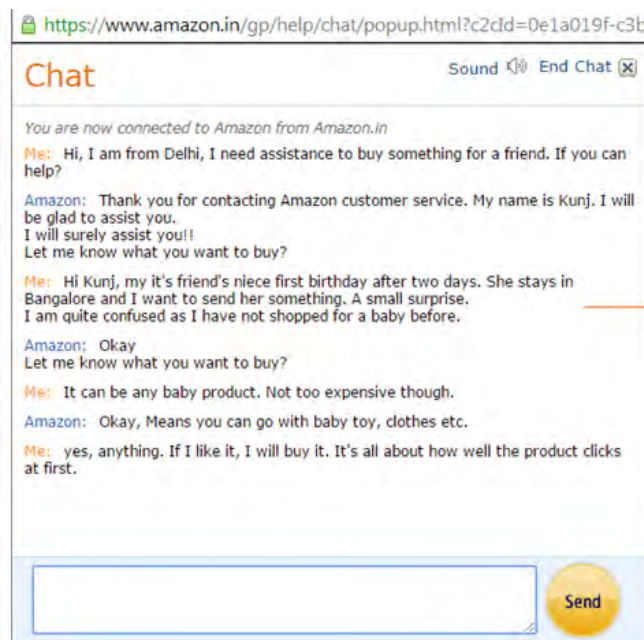 https://www.amazon.in/gp/help/chat/popup.html?c2cId=0e1a019f-c3b
Chat
Sound End Chat
You are now connected to Amazon from Amazon.in
Me: Hi, I am from Delhi, I need assistance to buy something for a friend. If you can
help?
Amazon: Thank you for contacting Amazon customer service. My name is Kunj. I will
be glad to assist you.
I will surely assist you!!
Let me know what you want to buy?
Me: Hi Kunj, my it's friend's niece first birthday after two days. She stays in
Bangalore and I want to send her something. A small surprise.
I am quite confused as I have not shopped for a baby before.
Amazon: Okay
Let me know what you want to buy?
Me: It can be any baby product. Not too expensive though.
Amazon: Okay, Means you can go with baby toy, clothes etc.
Me: yes, anything. If I like it, I will buy it. It's all about how well the product clicks
at first.
Send